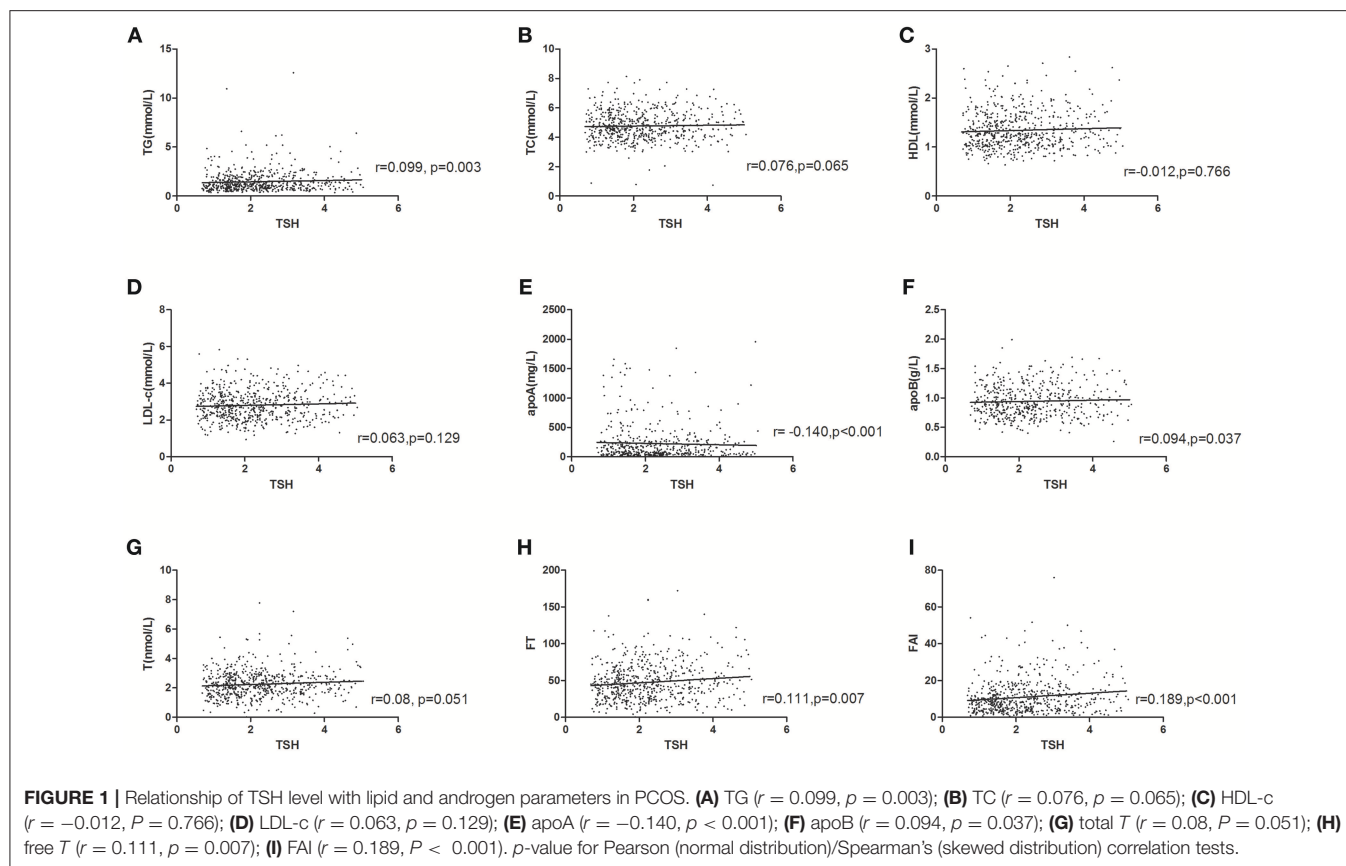 A
B
C
15
10
5
0
TG(mmol/L)
r=0.099, p=0.003
0 2 4 6
TSH
10
8
6
4
2
0
TC(mmol/L)
r=0.076,p=0.065
0 2 4 6
TSH
3
2
1
0
HDL(mmol/L)
r=-0.012,p=0.766
0 2 4 6
TSH
D
E
F
8
6
4
2
0
LDL-c(mmol/L)
r=0.063,p=0.129
0 2 4 6
TSH
2500
2000
1500
1000
500
0
apoA(mg/L)
r= -0.140,p<0.001
0 2 4 6
TSH
2.5
2.0
1.5
1.0
0.5
0.0
apoB(g/L)
r=0.094,p=0.037
0 2 4 6
TSH
G
H
I
10
8
6
4
2
0
T(nmol/L)
r=0.08, p=0.051
0 2 4 6
TSH
200
150
100
50
0
FT
r=0.111,p=0.007
0 2 4 6
TSH
80
60
40
20
0
FAI
r=0.189,p<0.001
0 2 4 6
TSH
FIGURE 1 | Relationship of TSH level with lipid and androgen parameters in PCOS. (A) TG (r = 0.099, p = 0.003); (B) TC (r = 0.076, p = 0.065); (C) HDL-c
(r = −0.012, P = 0.766); (D) LDL-c (r = 0.063, p = 0.129); (E) apoA (r = −0.140, p < 0.001); (F) apoB (r = 0.094, p = 0.037); (G) total T (r = 0.08, P = 0.051); (H)
free T (r = 0.111, p = 0.007); (I) FAI (r = 0.189, P < 0.001). p-value for Pearson (normal distribution)/Spearman's (skewed distribution) correlation tests.